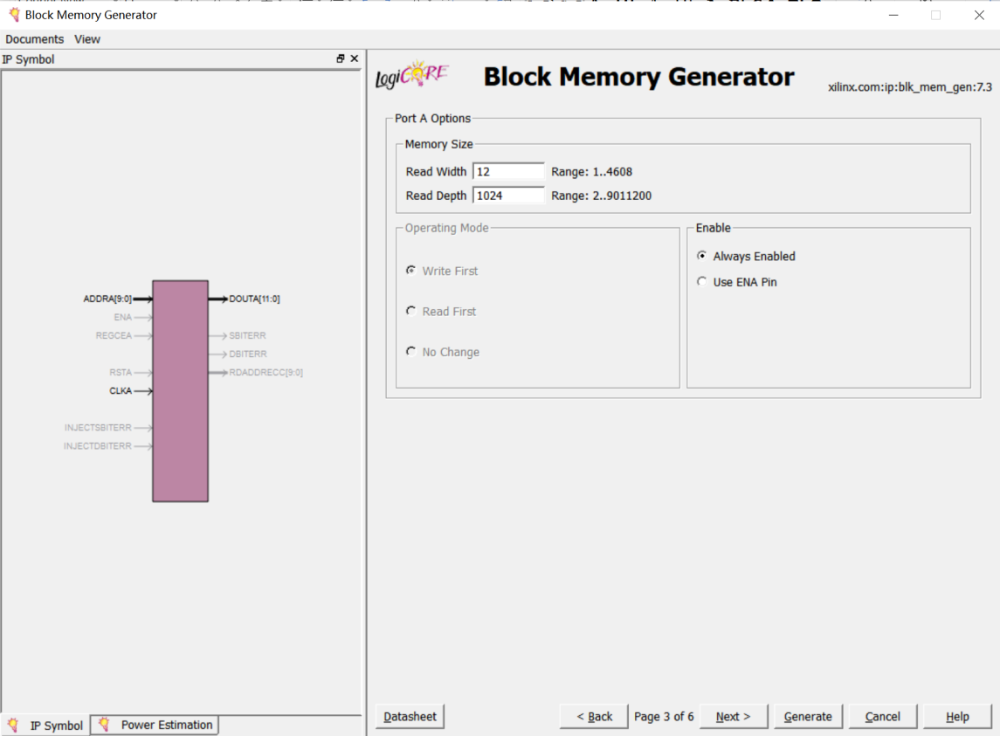 Block Memory Generator
Documents View
IP Symbol
ADDRA[9:0]
ENA
REGCEA
RSTA
CLKA
INJECTSBITERR
INJECTDBITERR
DOUTA[11:0]
SBITERR
DBITERR
RDADDRECC[9:0]
IP Symbol Power Estimation
LogiCORE
Block Memory Generator
xilinx.com:ip:blk_mem_gen:7.3
Port A Options
Memory Size
Read Width 12 Range: 1..4608
Read Depth 1024 Range: 2..9011200
Operating Mode
Write First
Read First
No Change
Enable
Always Enabled
Use ENA Pin
Datasheet < Back Page 3 of 6 Next > Generate Cancel Help